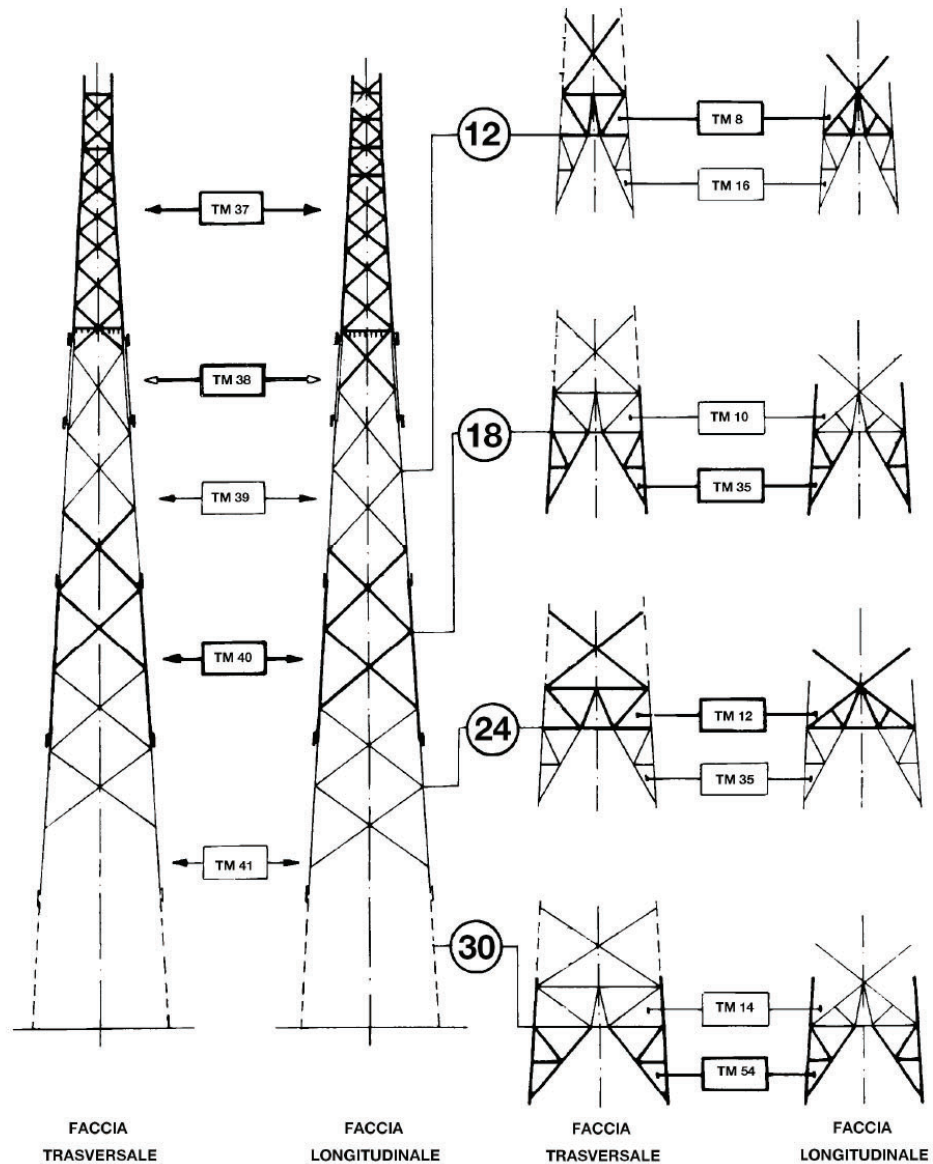 12
TM 8
TM 16
TM 37
TM 38
18
TM 10
TM 35
TM 39
TM 40
24
TM 12
TM 35
TM 41
30
TM 14
TM 54
FACCIA
TRASVERSALE
FACCIA
LONGITUDINALE
FACCIA
TRASVERSALE
FACCIA
LONGITUDINALE